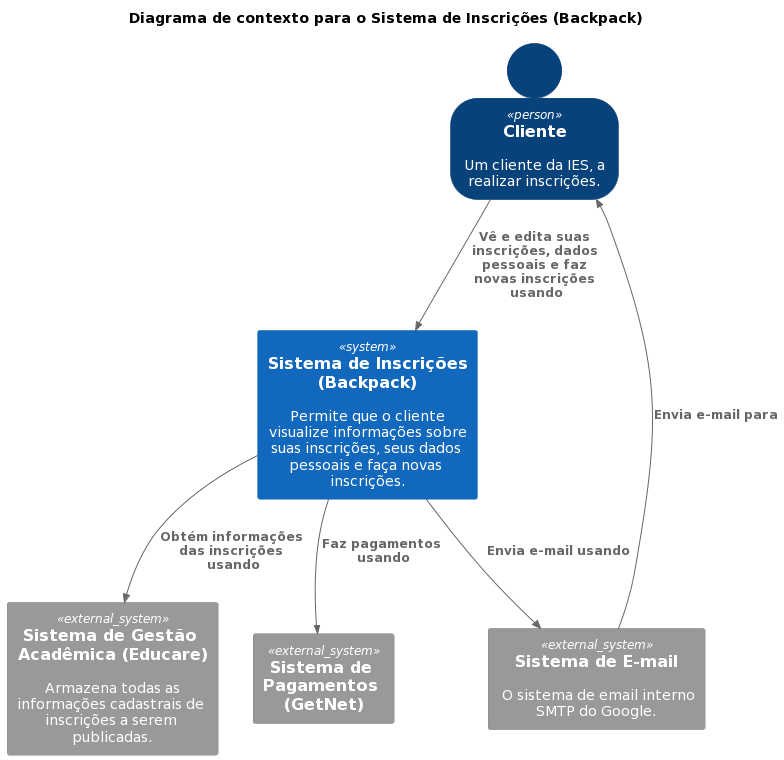 Diagrama de contexto para o Sistema de Inscrições (Backpack)
«person»
Cliente
Um cliente da IES, a
realizar inscrições.
Vê e edita suas
inscrições, dados
pessoais e faz
novas inscrições
usando
«system»
Sistema de Inscrições
(Backpack)
Permite que o cliente
visualize informações sobre
suas inscrições, seus dados
pessoais e faça novas
inscrições.
Envia e-mail para
Obtém informações
das inscrições
usando
Faz pagamentos
usando
Envia e-mail usando
«external_system»
Sistema de Gestão
Acadêmica (Educare)
Armazena todas as
informações cadastrais de
inscrições a serem
publicadas.
«external_system»
Sistema de
Pagamentos
(GetNet)
«external_system»
Sistema de E-mail
O sistema de email interno
SMTP do Google.